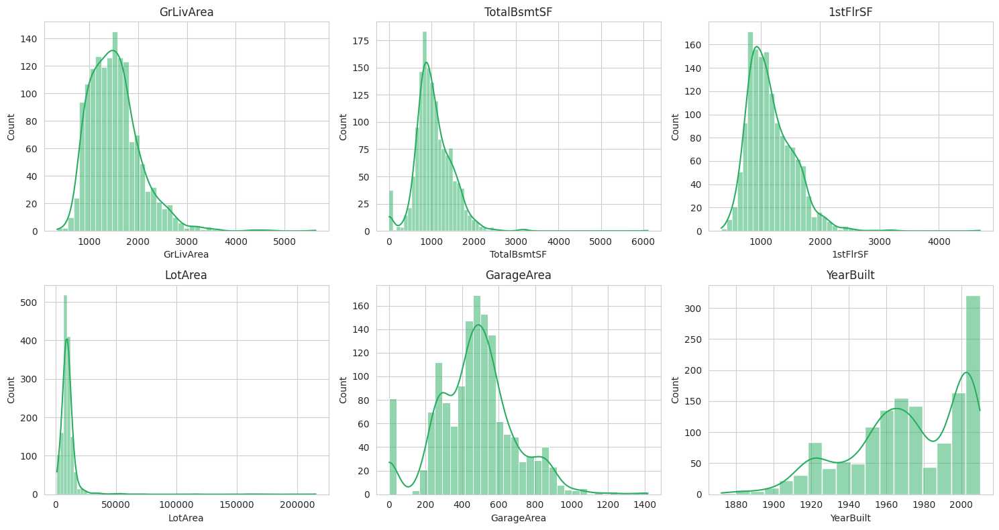 GrLivArea
140
120
100
80
60
40
20
0
Count
1000 2000 3000 4000 5000
GrLivArea
TotalBsmtSF
175
150
125
100
75
50
25
0
Count
0 1000 2000 3000 4000 5000 6000
TotalBsmtSF
1stFlrSF
160
140
120
100
80
60
40
20
0
Count
1000 2000 3000 4000
1stFlrSF
LotArea
500
400
300
200
100
0
Count
0 50000 100000 150000 200000
LotArea
GarageArea
160
140
120
100
80
60
40
20
0
Count
0 200 400 600 800 1000 1200 1400
GarageArea
YearBuilt
300
250
200
150
100
50
0
Count
1880 1900 1920 1940 1960 1980 2000
YearBuilt